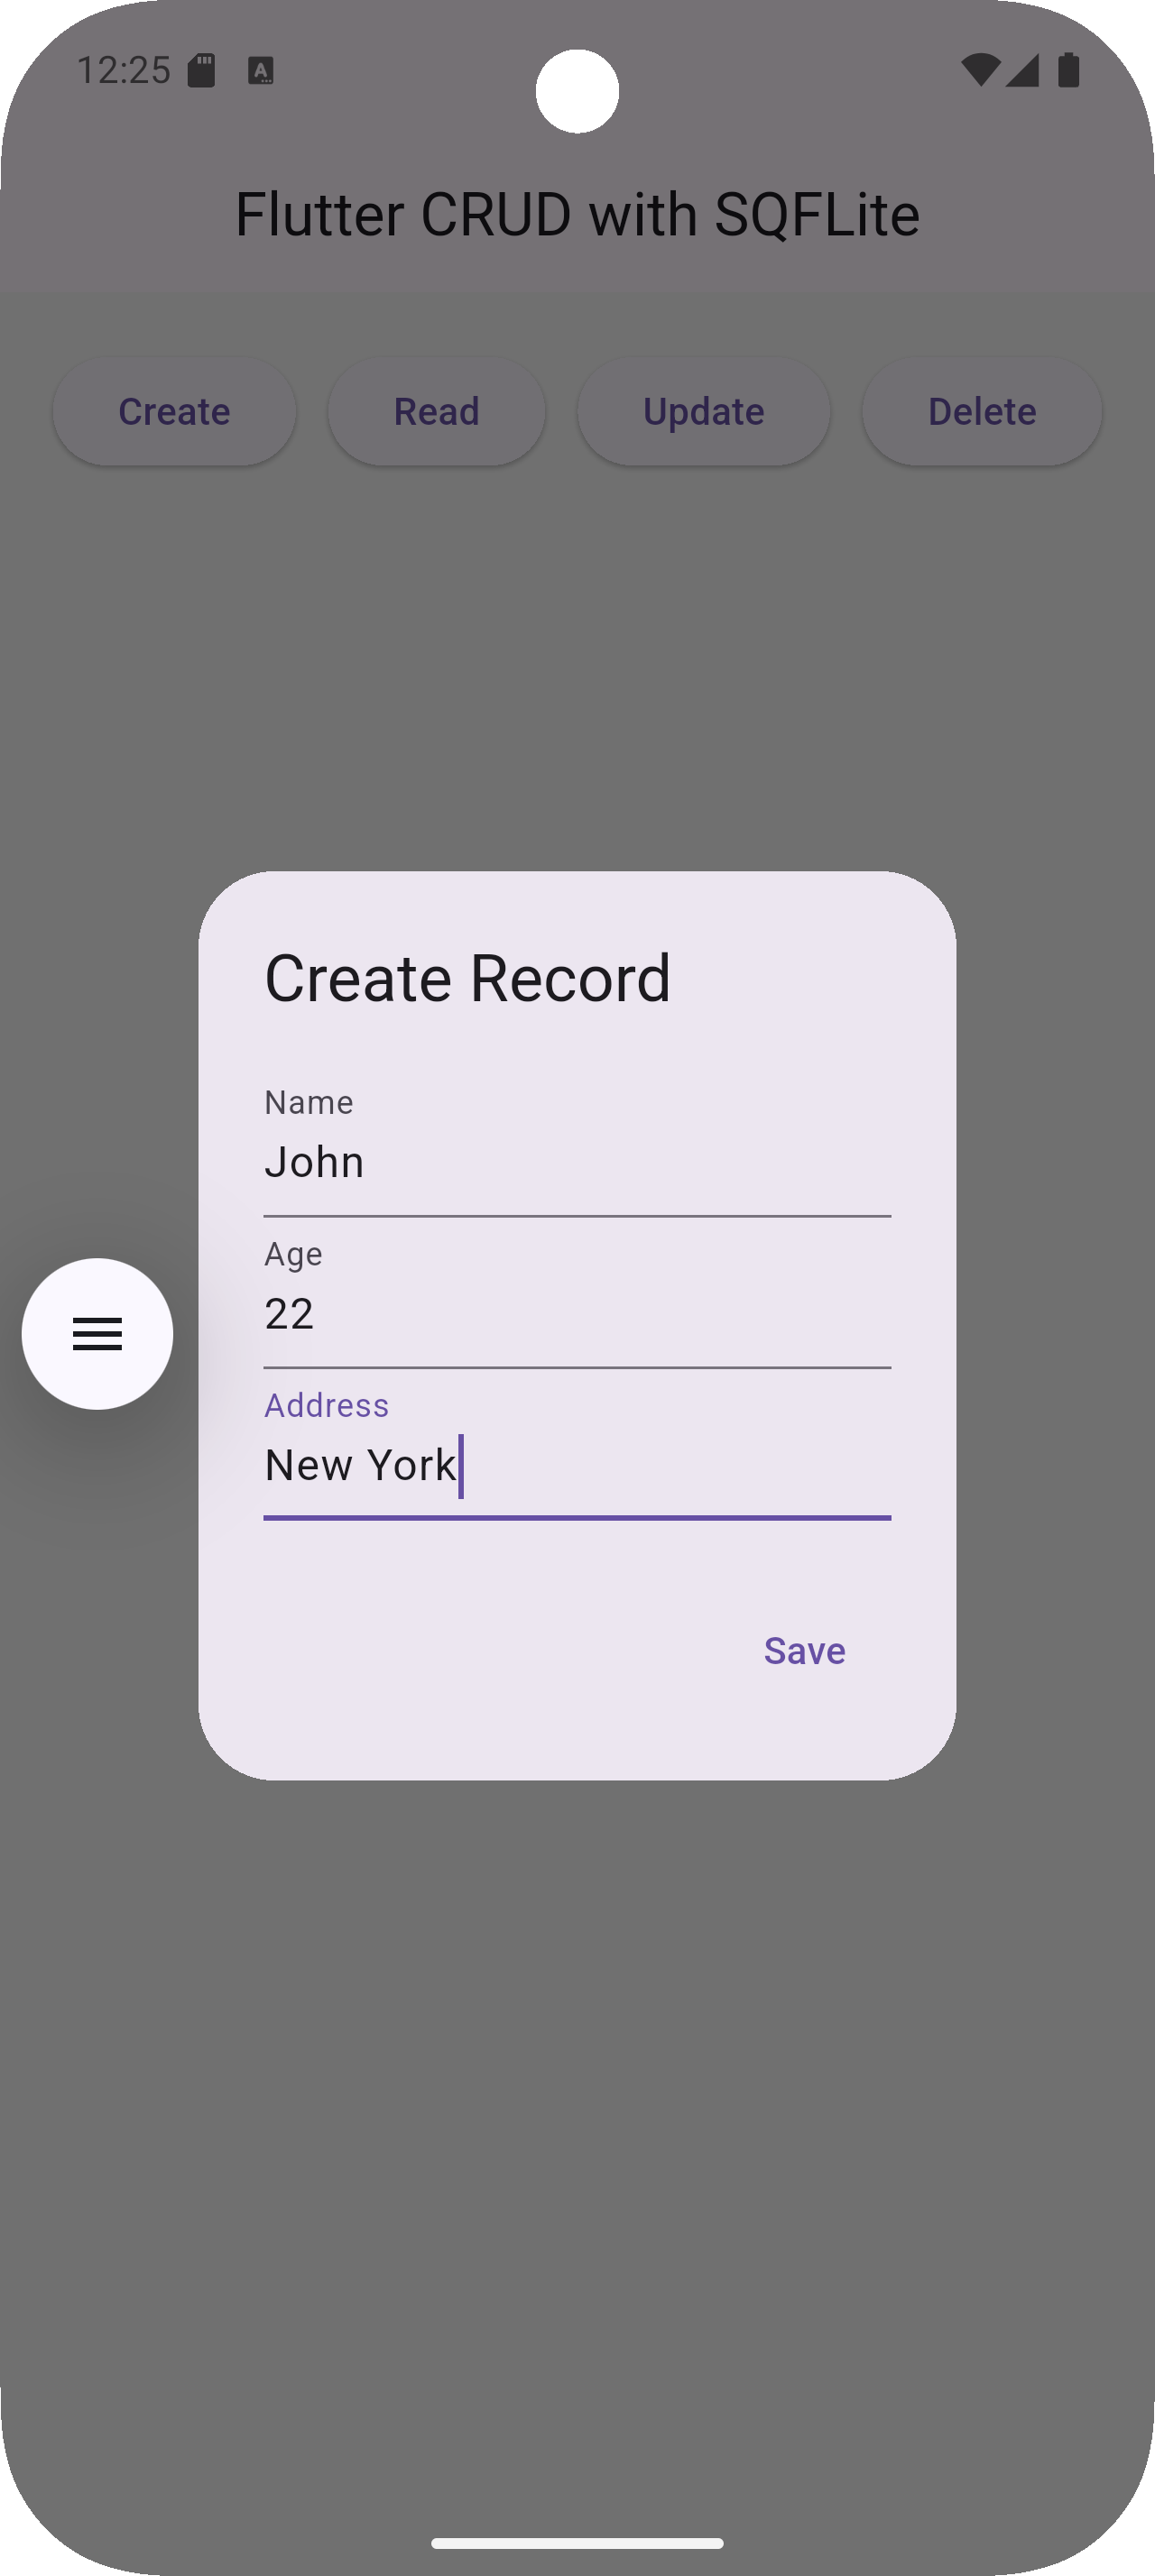 12:25
Flutter CRUD with SQFLite
Create Read Update Delete
Create Record
Name
John
Age
22
Address
New York
Save